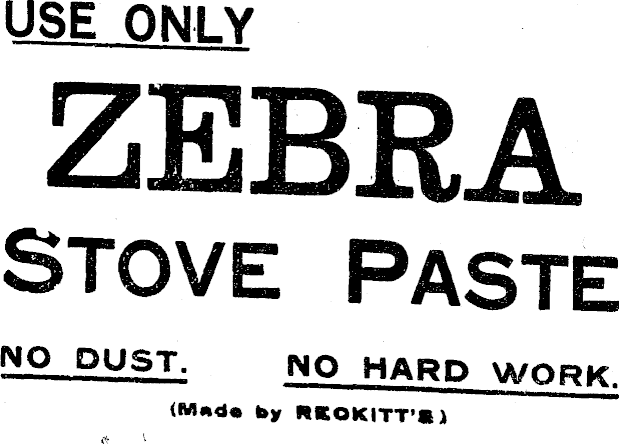 USE ONLY
ZEBRA
STOVE PASTE
NO DUST. NO HARD WORK.
(Made by REOKITT'S)